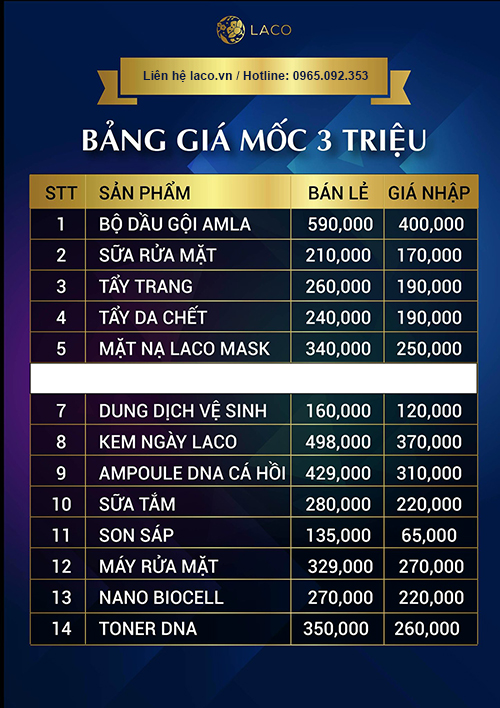 LACO
Liên hệ laco.vn / Hotline: 0965.092.353
BẢNG GIÁ MỐC 3 TRIỆU
STT SẢN PHẨM BÁN LẺ GIÁ NHẬP
1 BỘ DẦU GỘI AMLA 590,000 400,000
2 SỮA RỬA MẶT 210,000 170,000
3 TẨY TRANG 260,000 190,000
4 TẨY DA CHẾT 240,000 190,000
5 MẶT NẠ LACO MASK 340,000 250,000
7 DUNG DỊCH VỆ SINH 160,000 120,000
8 KEM NGÀY LACO 498,000 370,000
9 AMPOULE DNA CÁ HỒI 429,000 310,000
10 SỮA TẮM 280,000 220,000
11 SON SÁP 135,000 65,000
12 MÁY RỬA MẶT 329,000 270,000
13 NANO BIOCELL 270,000 220,000
14 TONER DNA 350,000 260,000